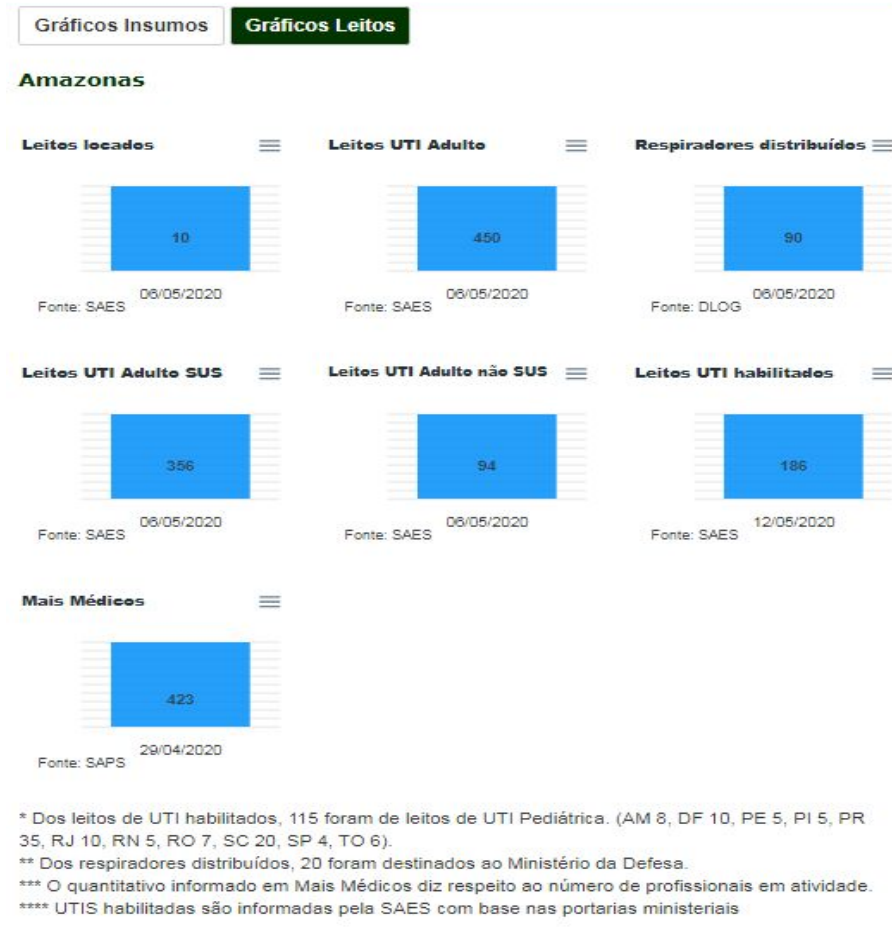 Gráficos Insumos Gráficos Leitos
Amazonas
Leitos locados Leitos UTI Adulto Respiradores distribuídos
10 450 90
06/05/2020 06/05/2020 06/05/2020
Fonte: SAES Fonte: SAES Fonte: DLOG
Leitos UTI Adulto SUS Leitos UTI Adulto não SUS Leitos UTI habilitados
356 94 186
06/05/2020 06/05/2020 12/05/2020
Fonte: SAES Fonte: SAES Fonte: SAES
Mais Médicos
423
29/04/2020
Fonte: SAPS
* Dos leitos de UTI habilitados, 115 foram de leitos de UTI Pediátrica. (AM 8, DF 10, PE 5, PI 5, PR
35, RJ 10, RN 5, RO 7, SC 20, SP 4, TO 6).
** Dos respiradores distribuídos, 20 foram destinados ao Ministério da Defesa.
*** O quantitativo informado em Mais Médicos diz respeito ao número de profissionais em atividade.
**** UTIS habilitadas são informadas pela SAES com base nas portarias ministeriais